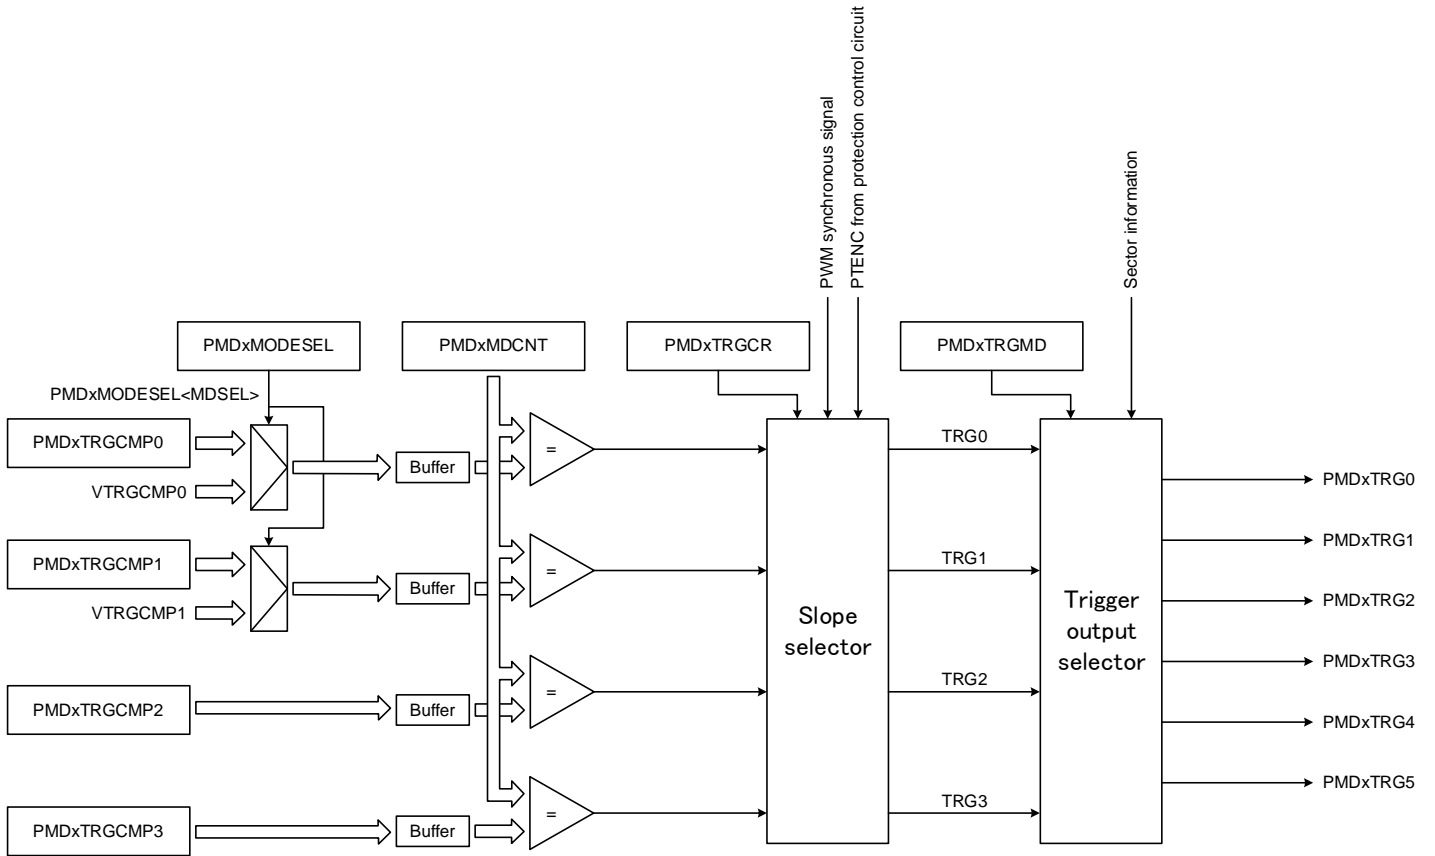 PWM synchronous signal
PTENC from protection control circuit
Sector information
PMDxMODESEL
PMDxMDCNT
PMDxTRGCR
PMDxTRGMD
PMDxMODESEL<MDSEL>
PMDxTRGCMP0
VTRGCMP0
Buffer
=
TRG0
PMDxTRG0
PMDxTRGCMP1
VTRGCMP1
Buffer
=
TRG1
PMDxTRG1
Slope
selector
Trigger
output
selector
PMDxTRG2
PMDxTRG3
PMDxTRGCMP2
Buffer
=
TRG2
PMDxTRG4
PMDxTRG5
PMDxTRGCMP3
Buffer
=
TRG3